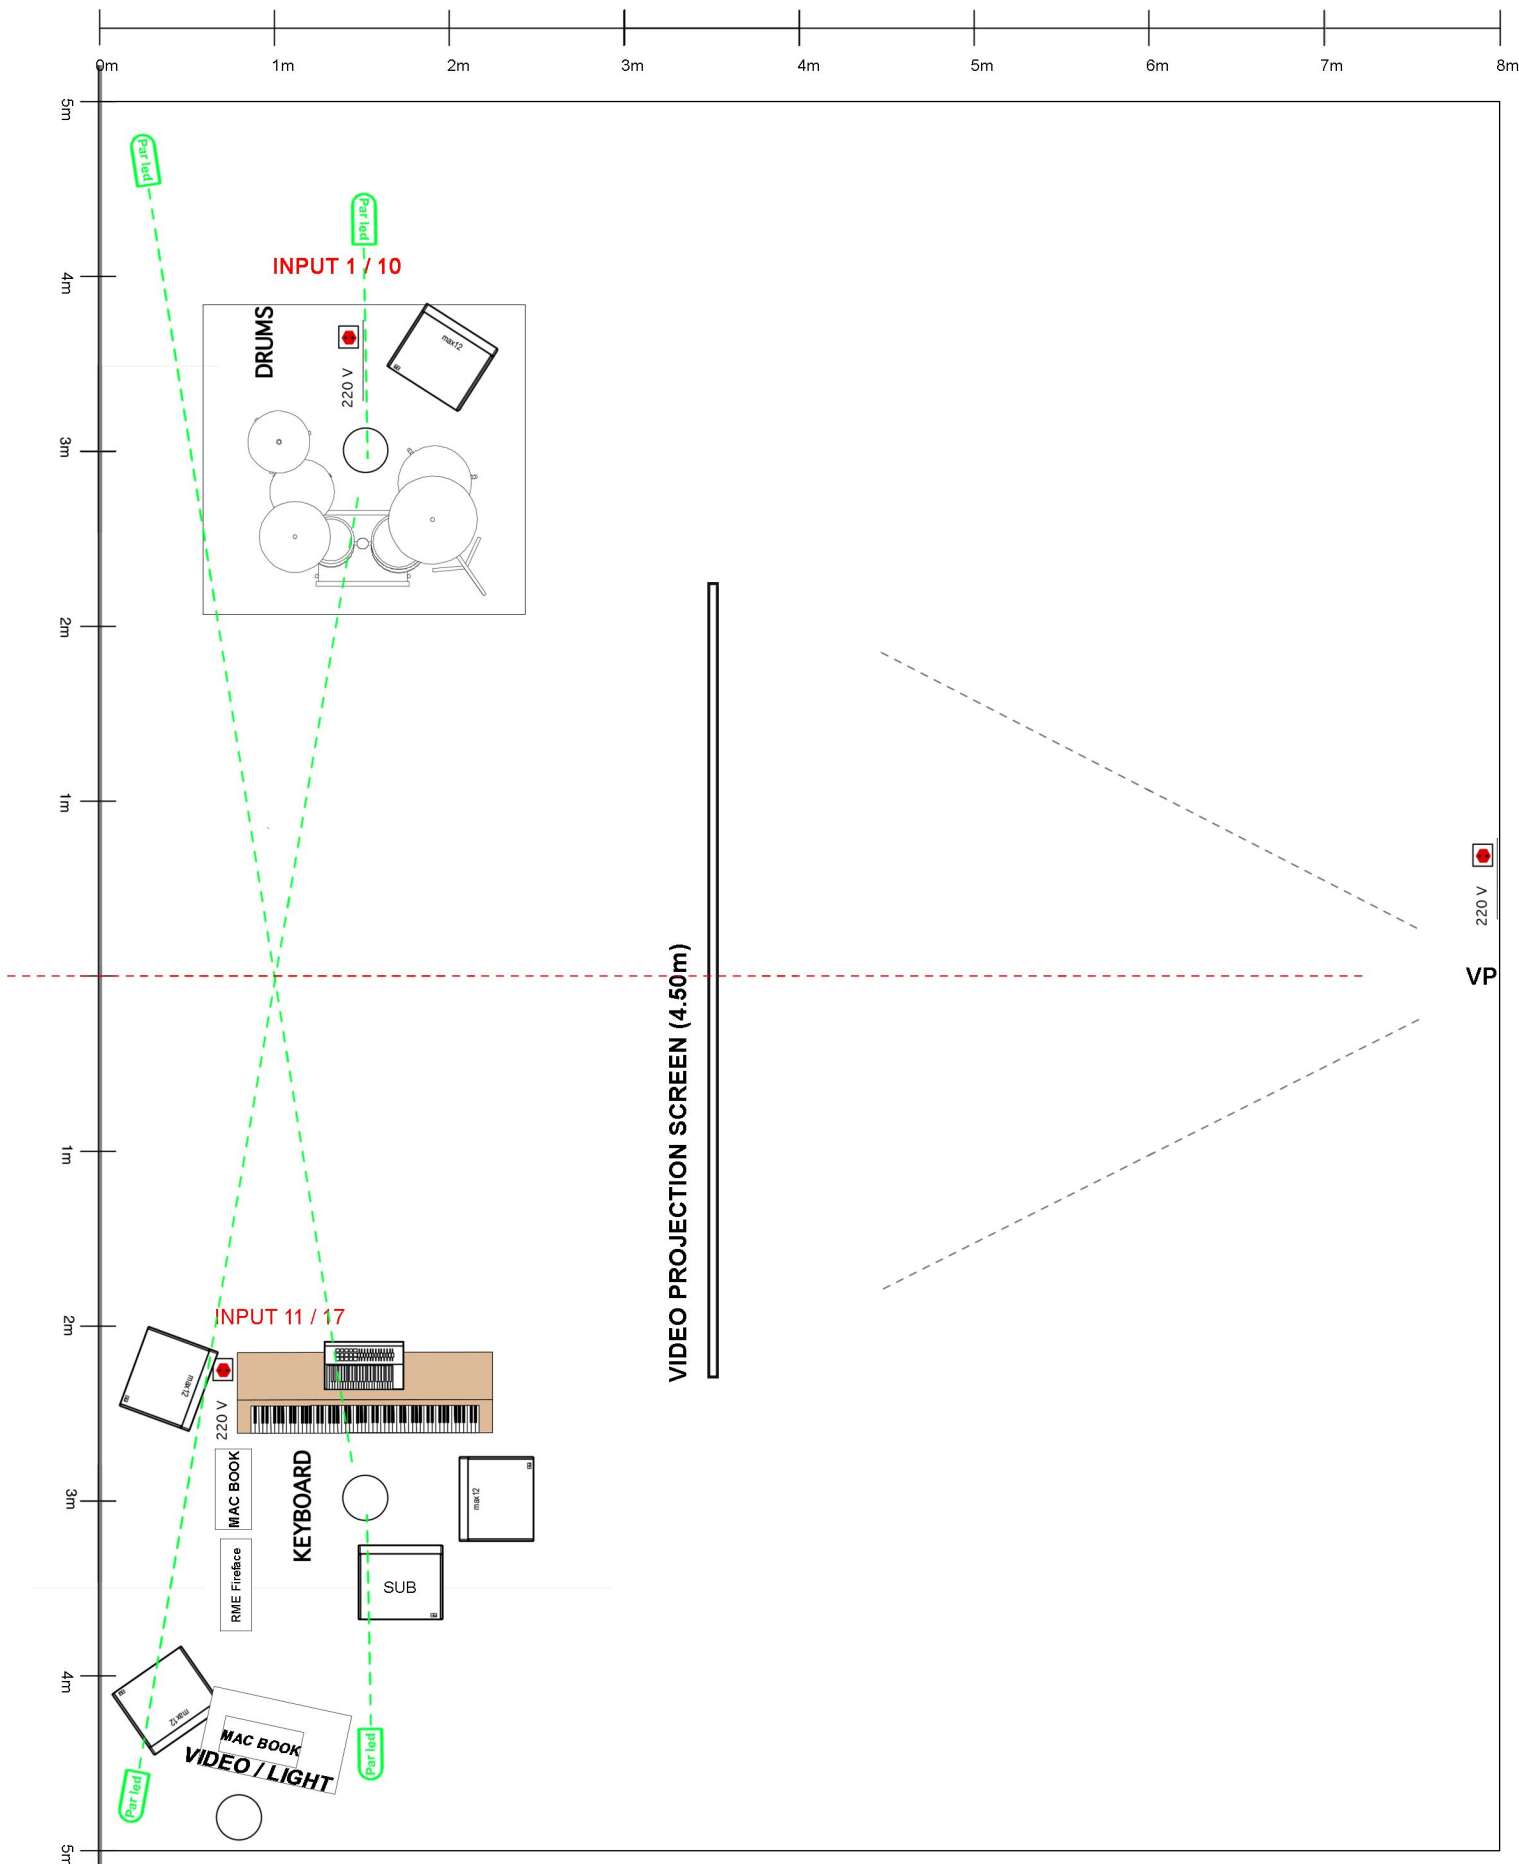 0m
1m
2m
3m
4m
5m
6m
7m
8m
5m
4m
3m
2m
1m
1m
2m
3m
4m
5m
Par led
Par led
INPUT 1 / 10
DRUMS
220 V
max12
VIDEO PROJECTION SCREEN (4.50m)
220 V
VP
INPUT 11 / 17
max12
220 V
MAC BOOK
KEYBOARD
max12
RME Fireface
SUB
max12
MAC BOOK
VIDEO / LIGHT
Par led
Par led